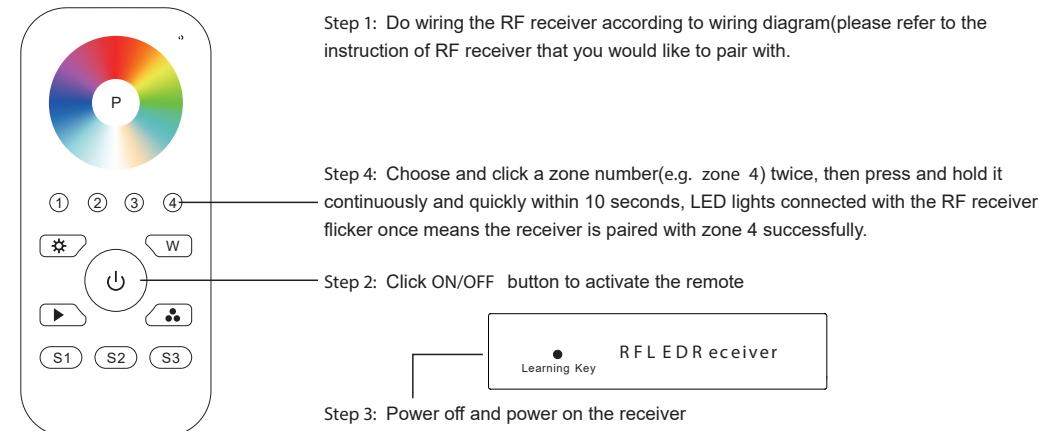 Step 1: Do wiring the RF receiver according to wiring diagram(please refer to the
instruction of RF receiver that you would like to pair with.
P
Step 4: Choose and click a zone number(e.g. zone 4) twice, then press and hold it
continuously and quickly within 10 seconds, LED lights connected with the RF receiver
flicker once means the receiver is paired with zone 4 successfully.
1 2 3 4
W
Step 2: Click ON/OFF button to activate the remote
S1 S2 S3
RFLEDReceiver
Learning Key
Step 3: Power off and power on the receiver